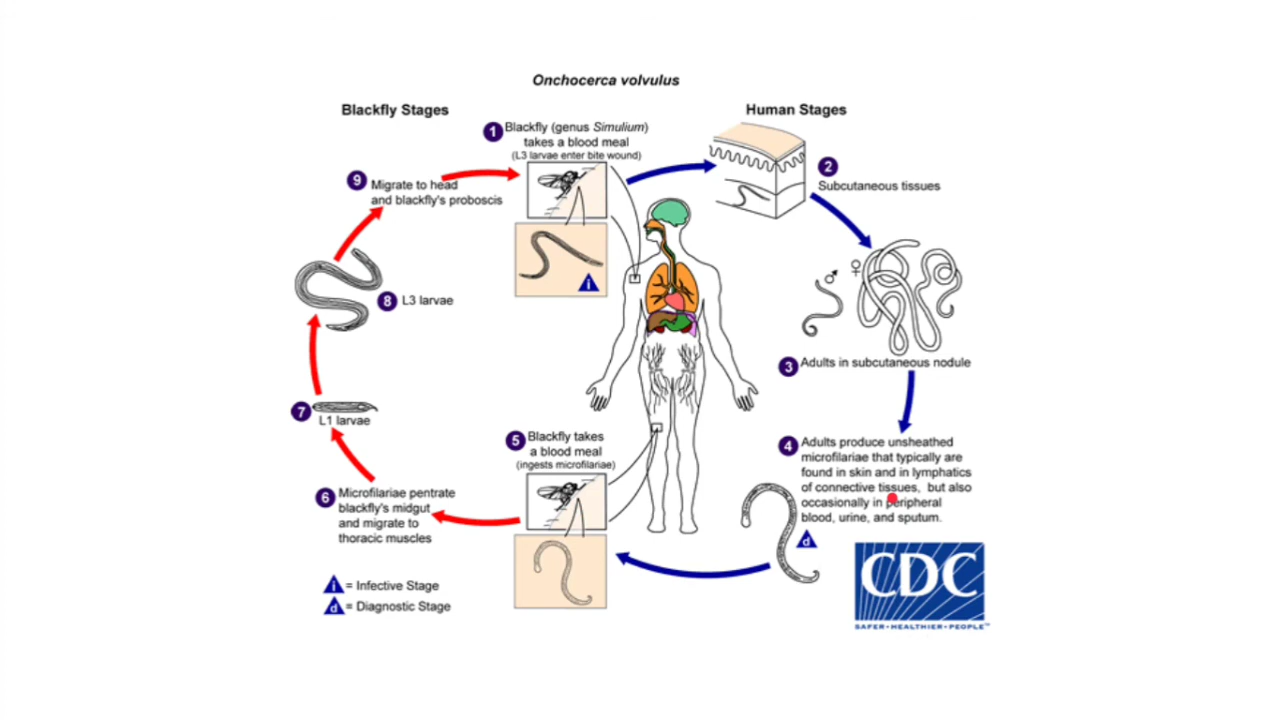 Onchocerca volvulus
Blackfly Stages
Human Stages
1
Blackfly (genus Simulium)
takes a blood meal
(L3 larvae enter bite wound)
2
Subcutaneous tissues
9
Migrate to head
and blackfly's proboscis
i
♂
♀
8
L3 larvae
3
Adults in subcutaneous nodule
7
L1 larvae
5
Blackfly takes
a blood meal
(ingests microfilariae)
4
Adults produce unsheathed
microfilariae that typically are
found in skin and in lymphatics
of connective tissues, but also
occasionally in peripheral
blood, urine, and sputum.
d
6
Microfilariae pentrate
blackfly's midgut
and migrate to
thoracic muscles
i = Infective Stage
d = Diagnostic Stage
CDC
SAFER•HEALTHIER•PEOPLE™